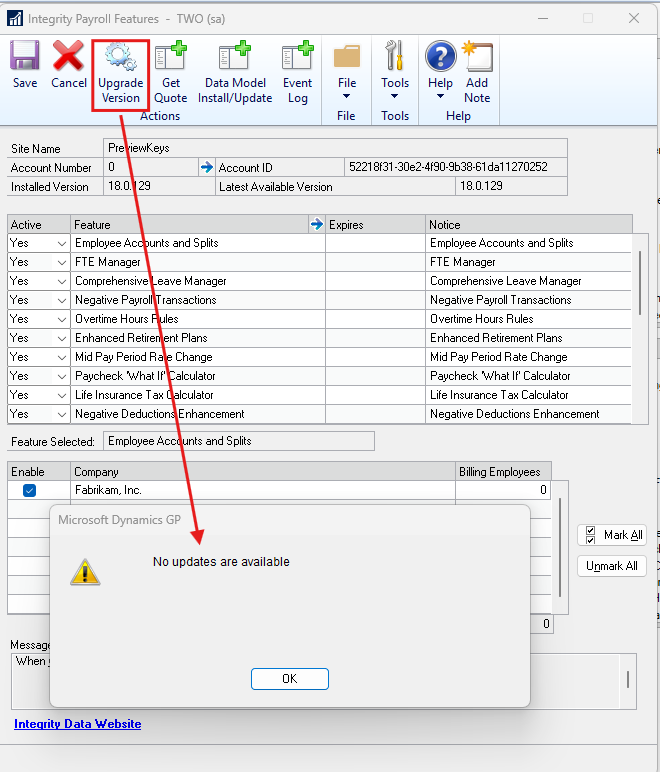 Integrity Payroll Features  -  TWO (sa)
Save
Cancel
Upgrade Version
Get Quote
Data Model Install/Update
Event Log
File
Tools
Help
Add Note
Actions
File
Tools
Help
Site Name PreviewKeys
Account Number 0 Account ID 52218f31-30e2-4f90-9b38-61da11270252
Installed Version 18.0.129 Latest Available Version 18.0.129
Active Feature Expires Notice
Yes Employee Accounts and Splits Employee Accounts and Splits
Yes FTE Manager FTE Manager
Yes Comprehensive Leave Manager Comprehensive Leave Manager
Yes Negative Payroll Transactions Negative Payroll Transactions
Yes Overtime Hours Rules Overtime Hours Rules
Yes Enhanced Retirement Plans Enhanced Retirement Plans
Yes Mid Pay Period Rate Change Mid Pay Period Rate Change
Yes Paycheck 'What If' Calculator Paycheck 'What If' Calculator
Yes Life Insurance Tax Calculator Life Insurance Tax Calculator
Yes Negative Deductions Enhancement Negative Deductions Enhancement
Feature Selected: Employee Accounts and Splits
Enable Company Billing Employees
Fabrikam, Inc. 0
Microsoft Dynamics GP
No updates are available
OK
Mark All
Unmark All
0
Message
When
Integrity Data Website